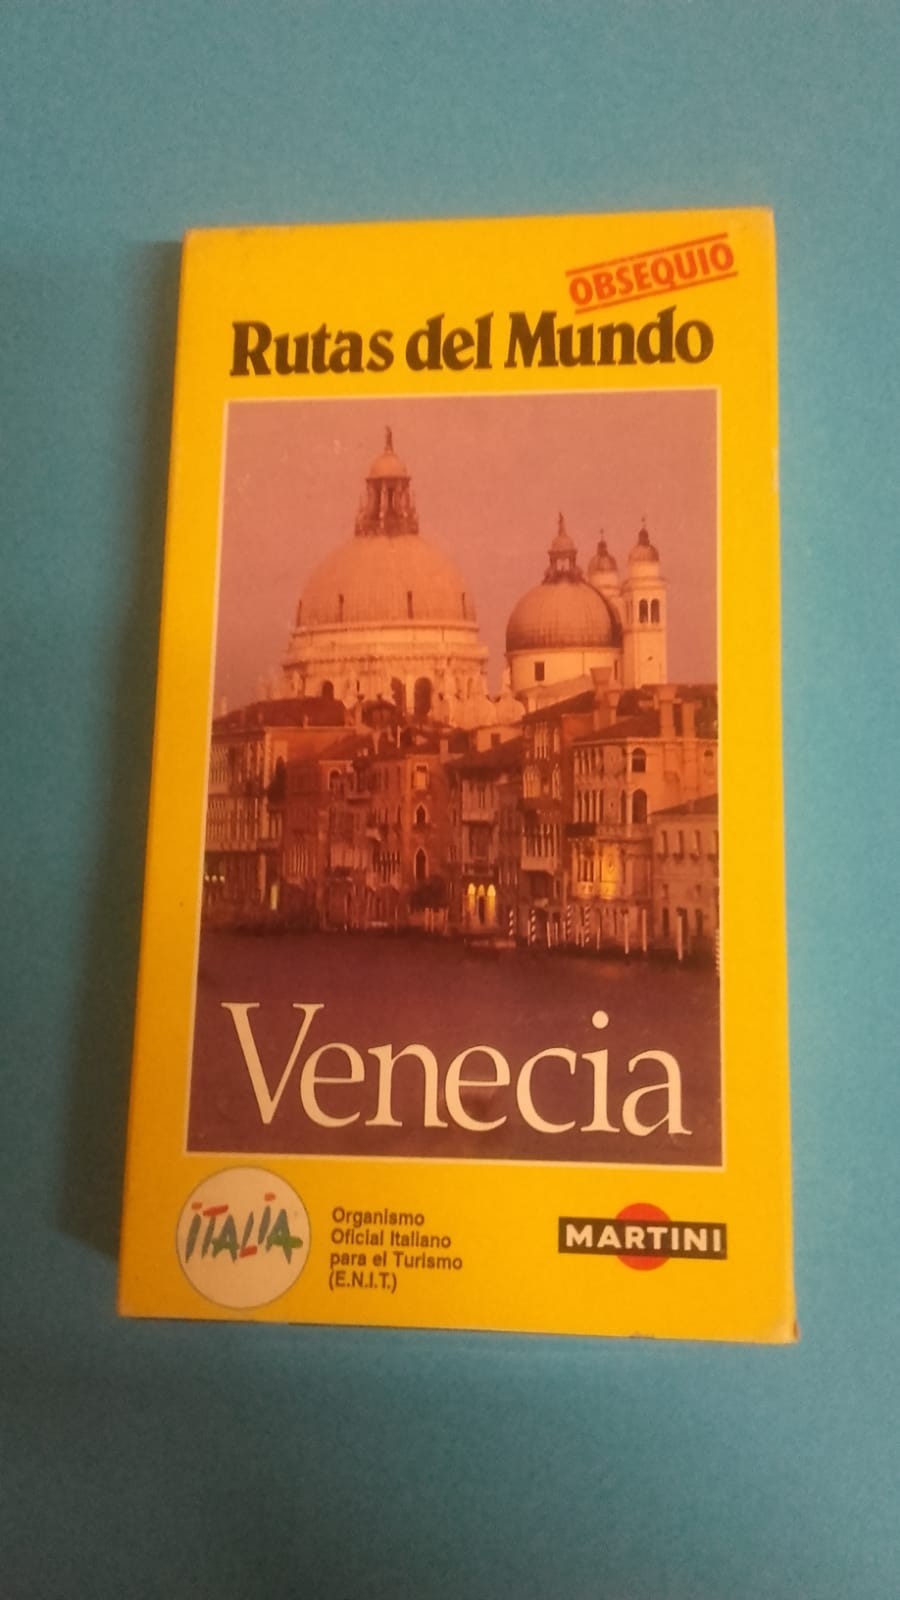 OBSEQUIO
Rutas del Mundo
Venecia
ITALIA
Organismo
Oficial Italiano
para el Turismo
(E.N.I.T.)
MARTINI